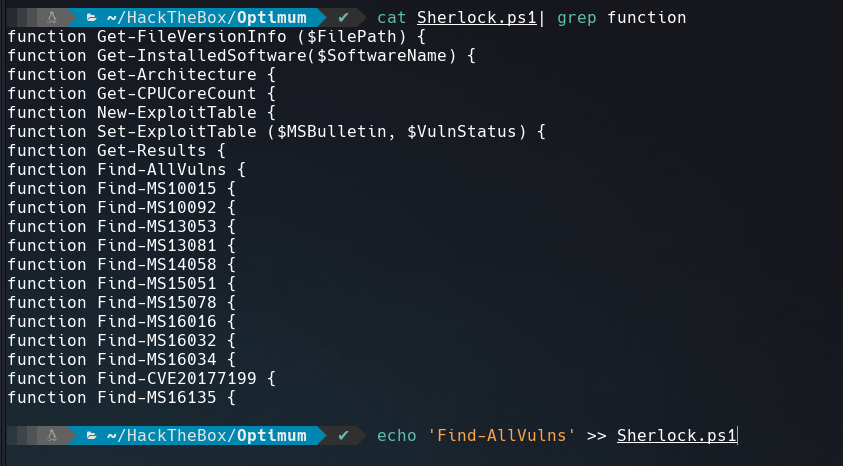 ~/HackTheBox/Optimum ✔ cat Sherlock.ps1| grep function
function Get-FileVersionInfo ($FilePath) {
function Get-InstalledSoftware($SoftwareName) {
function Get-Architecture {
function Get-CPUCoreCount {
function New-ExploitTable {
function Set-ExploitTable ($MSBulletin, $VulnStatus) {
function Get-Results {
function Find-AllVulns {
function Find-MS10015 {
function Find-MS10092 {
function Find-MS13053 {
function Find-MS13081 {
function Find-MS14058 {
function Find-MS15051 {
function Find-MS15078 {
function Find-MS16016 {
function Find-MS16032 {
function Find-MS16034 {
function Find-CVE20177199 {
function Find-MS16135 {
~/HackTheBox/Optimum ✔ echo 'Find-AllVulns' >> Sherlock.ps1